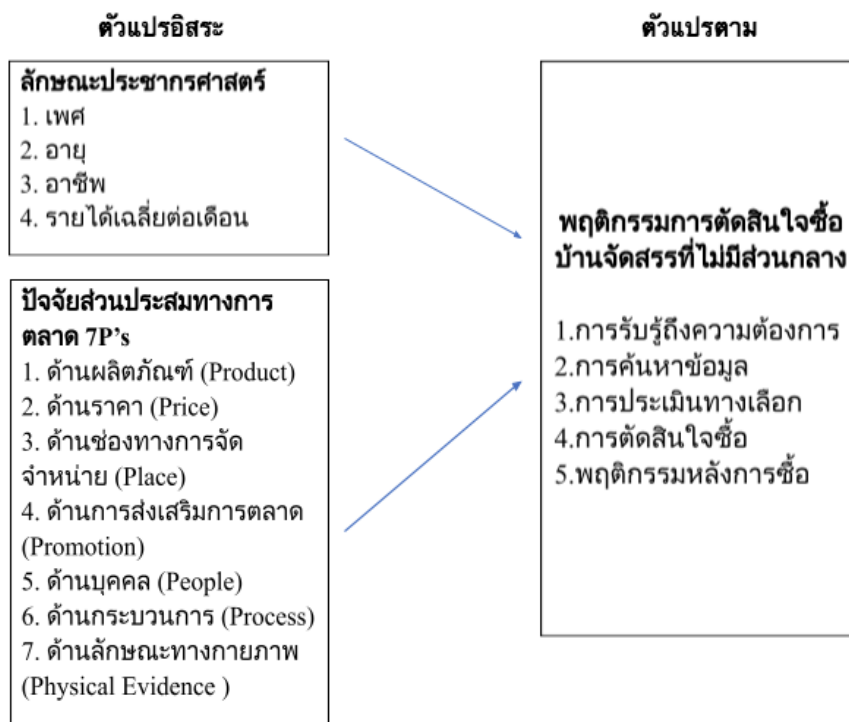 ตัวแปรอิสระ
ลักษณะประชากรศาสตร์
1. เพศ
2. อายุ
3. อาชีพ
4. รายได้เฉลี่ยต่อเดือน
ปัจจัยส่วนประสมทางการ
ตลาด 7P’s
1. ด้านผลิตภัณฑ์ (Product)
2. ด้านราคา (Price)
3. ด้านช่องทางการจัด
จำหน่าย (Place)
4. ด้านการส่งเสริมการตลาด
(Promotion)
5. ด้านบุคคล (People)
6. ด้านกระบวนการ (Process)
7. ด้านลักษณะทางกายภาพ
(Physical Evidence )
ตัวแปรตาม
พฤติกรรมการตัดสินใจซื้อ
บ้านจัดสรรที่ไม่มีส่วนกลาง
1.การรับรู้ถึงความต้องการ
2.การค้นหาข้อมูล
3.การประเมินทางเลือก
4.การตัดสินใจซื้อ
5.พฤติกรรมหลังการซื้อ